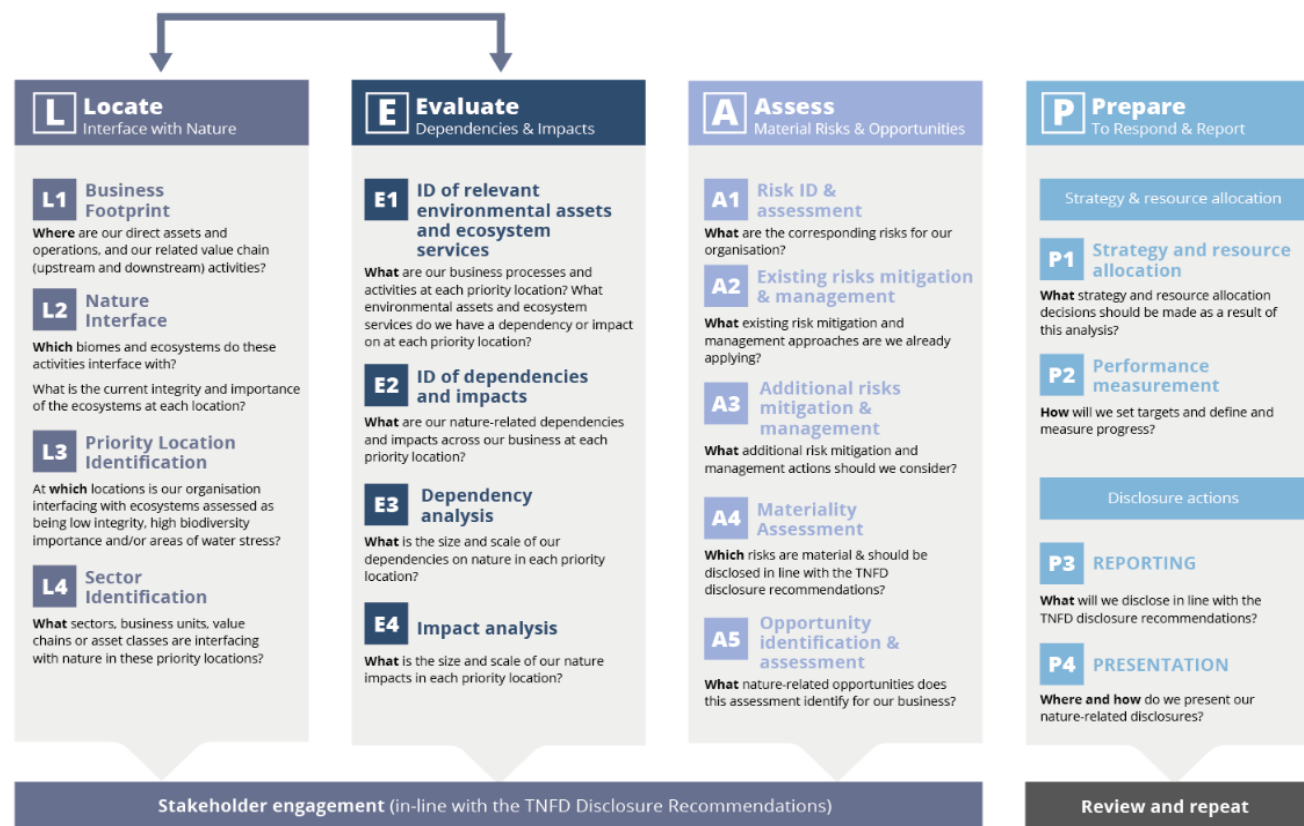 L
Locate
Interface with Nature
L1
Business
Footprint
Where are our direct assets and
operations, and our related value chain
(upstream and downstream) activities?
L2
Nature
Interface
Which biomes and ecosystems do these
activities interface with?
What is the current integrity and importance
of the ecosystems at each location?
L3
Priority Location
Identification
At which locations is our organisation
interfacing with ecosystems assessed as
being low integrity, high biodiversity
importance and/or areas of water stress?
L4
Sector
Identification
What sectors, business units, value
chains or asset classes are interfacing
with nature in these priority locations?
E
Evaluate
Dependencies & Impacts
E1
ID of relevant
environmental assets
and ecosystem
services
What are our business processes and
activities at each priority location? What
environmental assets and ecosystem
services do we have a dependency or impact
on at each priority location?
E2
ID of dependencies
and impacts
What are our nature-related dependencies
and impacts across our business at each
priority location?
E3
Dependency
analysis
What is the size and scale of our
dependencies on nature in each priority
location?
E4
Impact analysis
What is the size and scale of our nature
impacts in each priority location?
A
Assess
Material Risks & Opportunities
A1
Risk ID &
assessment
What are the corresponding risks for our
organisation?
A2
Existing risks mitigation
& management
What existing risk mitigation and
management approaches are we already
applying?
A3
Additional risks
mitigation &
management
What additional risk mitigation and
management actions should we consider?
A4
Materiality
Assessment
Which risks are material & should be
disclosed in line with the TNFD
disclosure recommendations?
A5
Opportunity
identification &
assessment
What nature-related opportunities does
this assessment identify for our business?
P
Prepare
To Respond & Report
Strategy & resource allocation
P1
Strategy and resource
allocation
What strategy and resource allocation
decisions should be made as a result of
this analysis?
P2
Performance
measurement
How will we set targets and define and
measure progress?
Disclosure actions
P3
REPORTING
What will we disclose in line with the
TNFD disclosure recommendations?
P4
PRESENTATION
Where and how do we present our
nature-related disclosures?
Stakeholder engagement (in-line with the TNFD Disclosure Recommendations)
Review and repeat